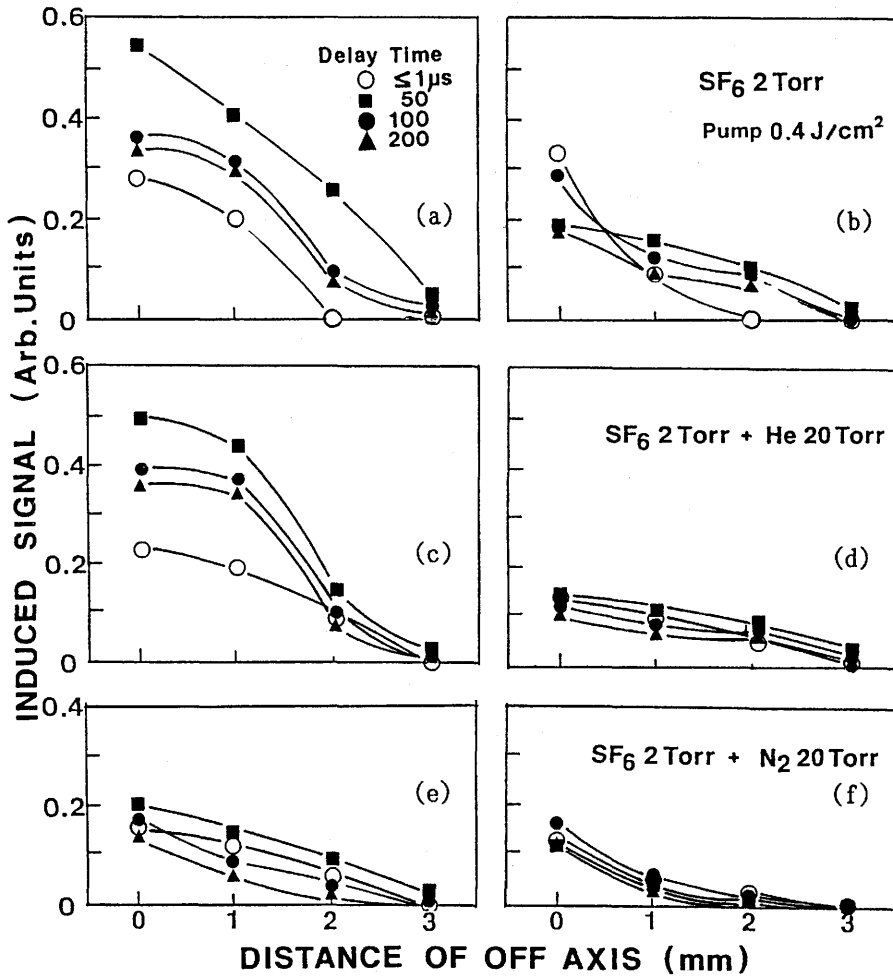 0.6
0.4
0.2
0
Delay Time
≤1μs
50
100
200
(a)
SF6 2 Torr
Pump 0.4 J/cm2
(b)
0.6
0.4
0.2
0
(c)
SF6 2 Torr + He 20 Torr
(d)
0.4
0.2
0
(e)
SF6 2 Torr + N2 20 Torr
(f)
0 1 2 3
0 1 2 3
INDUCED SIGNAL (Arb.Units)
DISTANCE OF OFF AXIS (mm)